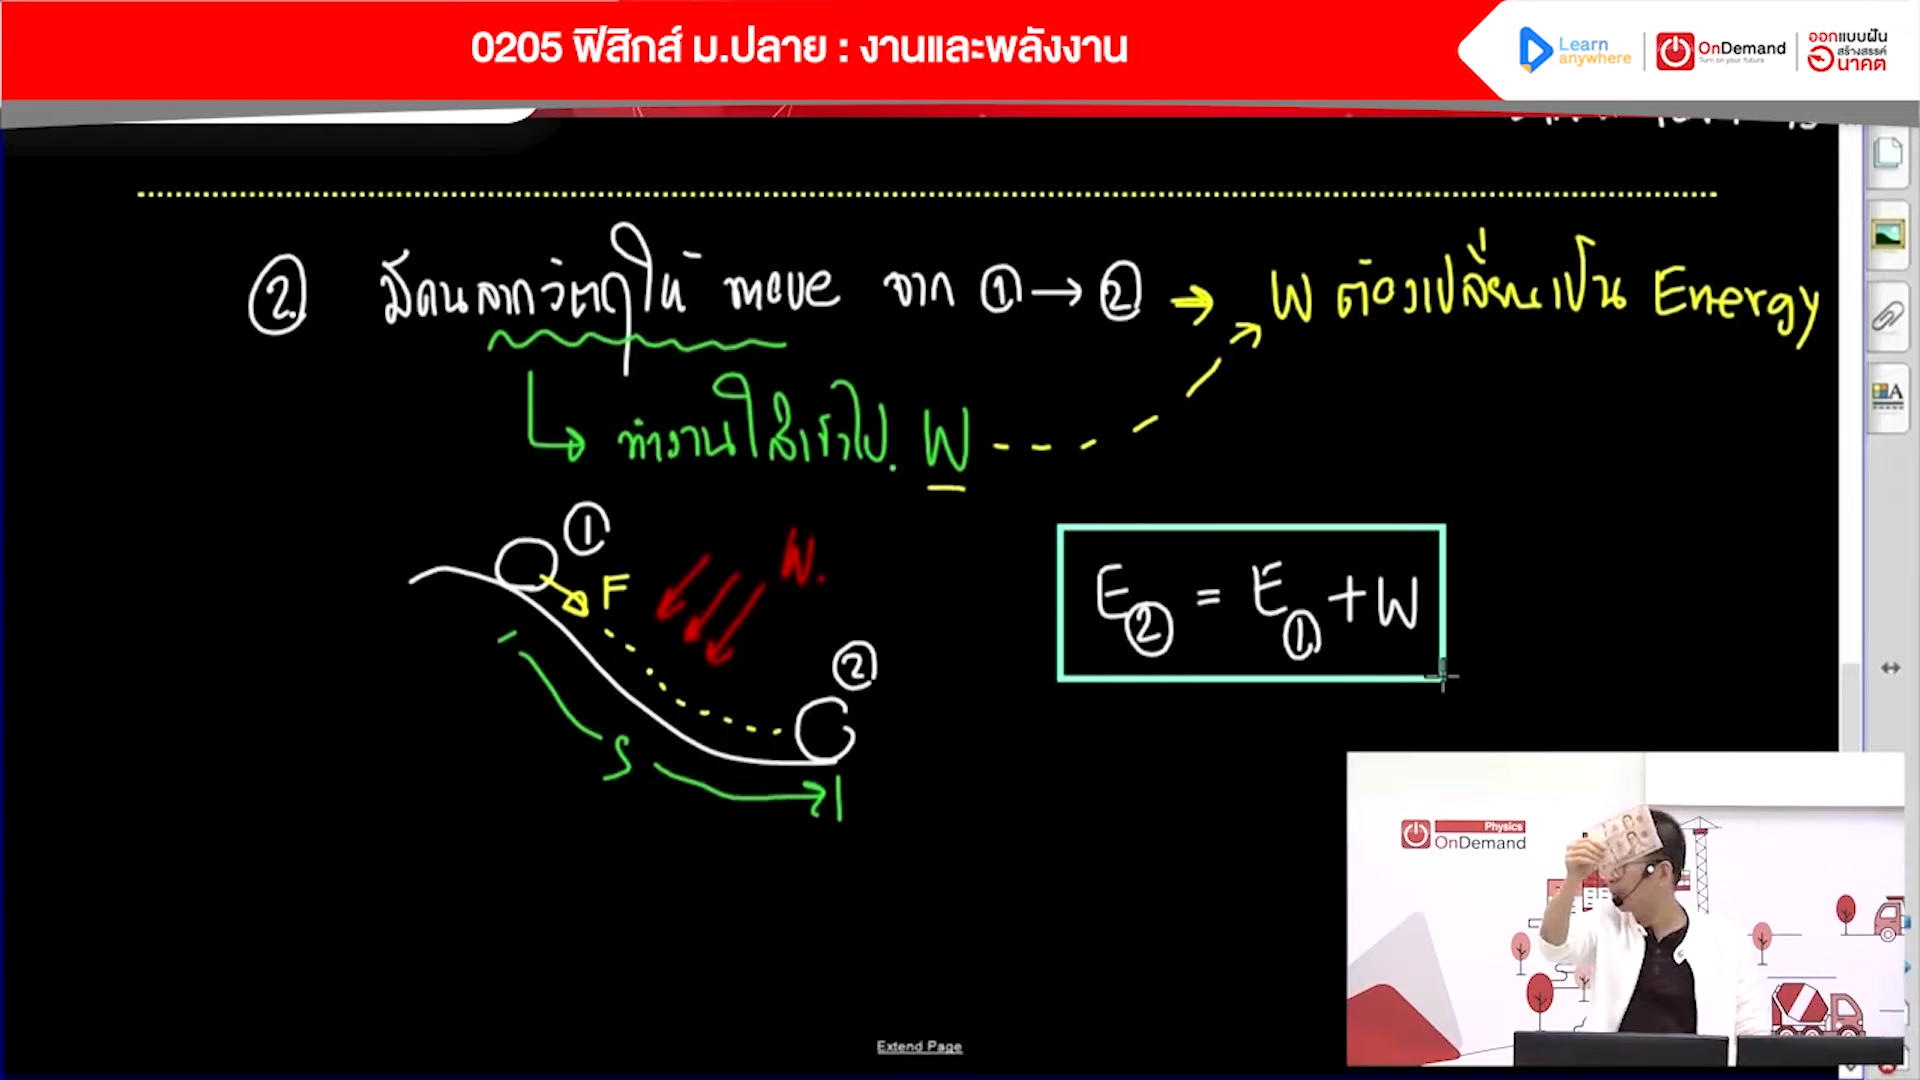 0205 ฟิสิกส์ ม.ปลาย : งานและพลังงาน
Learn anywhere
OnDemand
Turn on your future
ออกแบบฝัน
สร้างสรรค์
อนาคต
② มีคนลากวัตถุให้ move จาก ① → ② → W ต้องเปลี่ยนเป็น Energy
ทำงานใส่เข้าไป. W
①
F
W.
②
S
E② = E① + W
Physics
OnDemand
Extend Page